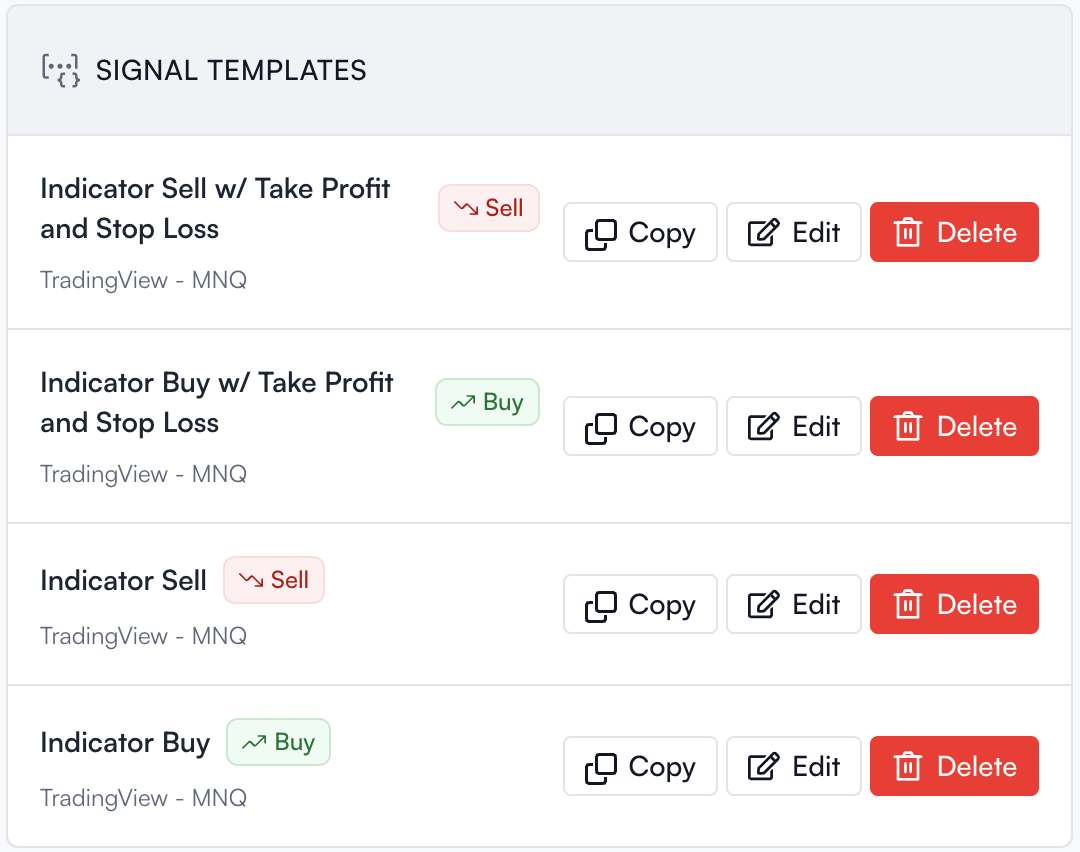 SIGNAL TEMPLATES
Indicator Sell w/ Take Profit
and Stop Loss
Sell
TradingView - MNQ
Copy
Edit
Delete
Indicator Buy w/ Take Profit
and Stop Loss
Buy
TradingView - MNQ
Copy
Edit
Delete
Indicator Sell
Sell
TradingView - MNQ
Copy
Edit
Delete
Indicator Buy
Buy
TradingView - MNQ
Copy
Edit
Delete